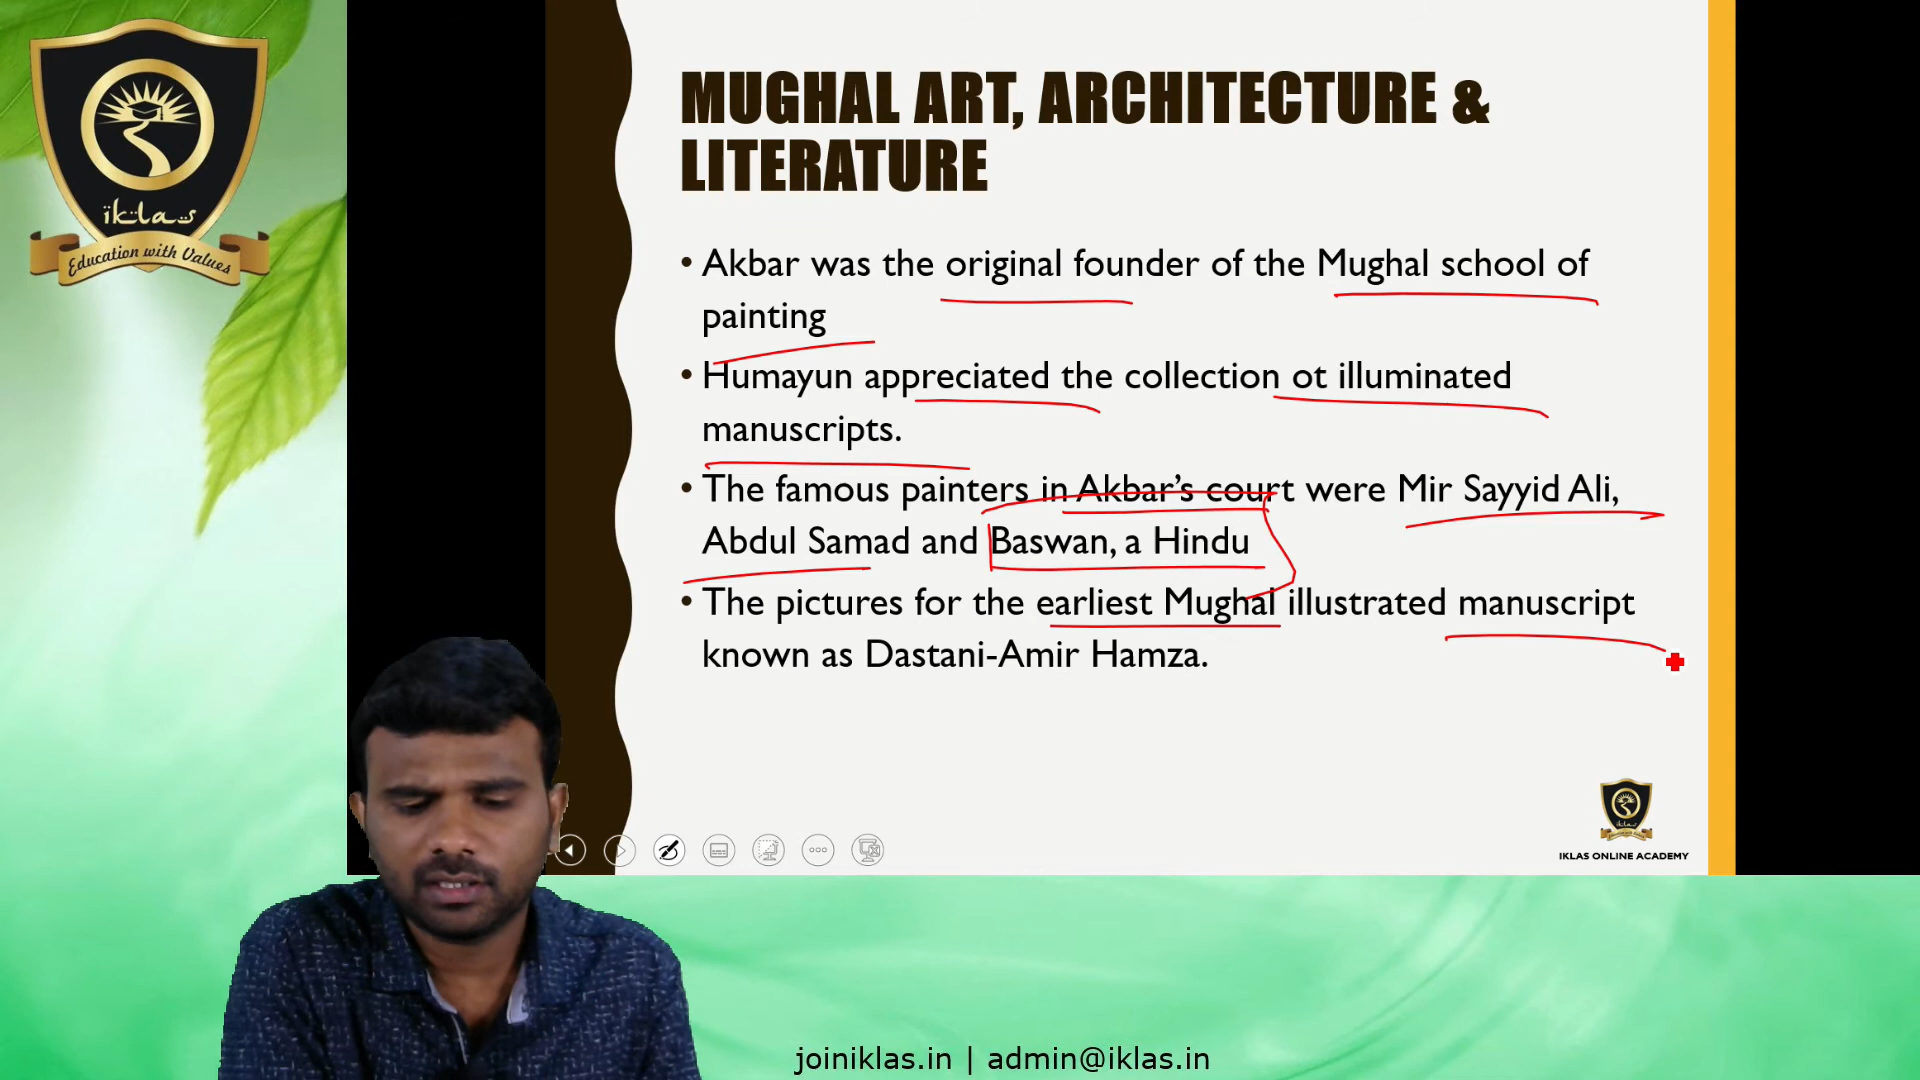 iklas
Education with Values
MUGHAL ART, ARCHITECTURE &
LITERATURE
• Akbar was the original founder of the Mughal school of
painting
• Humayun appreciated the collection ot illuminated
manuscripts.
• The famous painters in Akbar’s court were Mir Sayyid Ali,
Abdul Samad and Baswan, a Hindu
• The pictures for the earliest Mughal illustrated manuscript
known as Dastani-Amir Hamza.
iklas
IKLAS ONLINE ACADEMY
joiniklas.in | admin@iklas.in